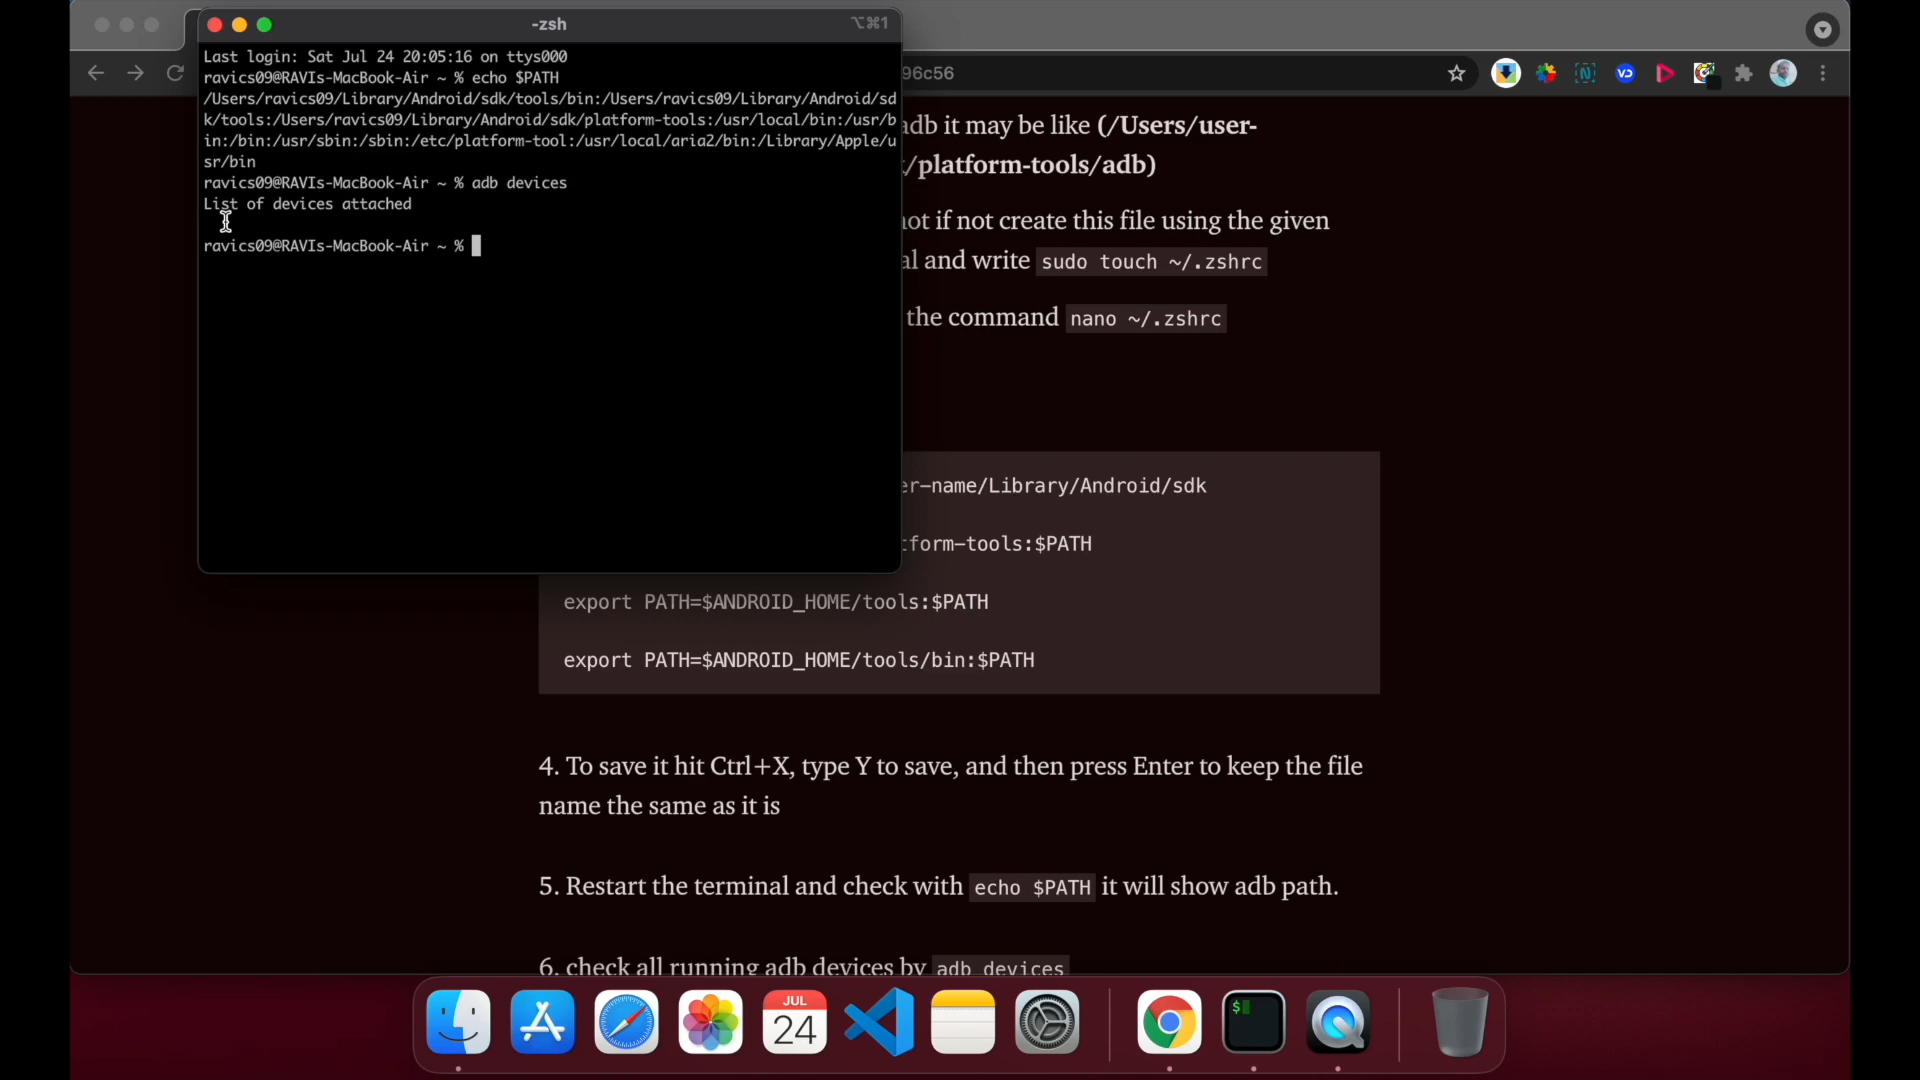 -zsh
⌥⌘1
Last login: Sat Jul 24 20:05:16 on ttys000
ravics09@RAVIs-MacBook-Air ~ % echo $PATH
/Users/ravics09/Library/Android/sdk/tools/bin:/Users/ravics09/Library/Android/sd
k/tools:/Users/ravics09/Library/Android/sdk/platform-tools:/usr/local/bin:/usr/b
in:/bin:/usr/sbin:/sbin:/etc/platform-tool:/usr/local/aria2/bin:/Library/Apple/u
sr/bin
ravics09@RAVIs-MacBook-Air ~ % adb devices
List of devices attached
ravics09@RAVIs-MacBook-Air ~ %
96c56
adb it may be like (/Users/user-
/platform-tools/adb)
not if not create this file using the given
al and write sudo touch ~/.zshrc
the command nano ~/.zshrc
er-name/Library/Android/sdk
tform-tools:$PATH
export PATH=$ANDROID_HOME/tools:$PATH
export PATH=$ANDROID_HOME/tools/bin:$PATH
4. To save it hit Ctrl+X, type Y to save, and then press Enter to keep the file
name the same as it is
5. Restart the terminal and check with echo $PATH it will show adb path.
6. check all running adb devices by adb devices
JUL
24
$